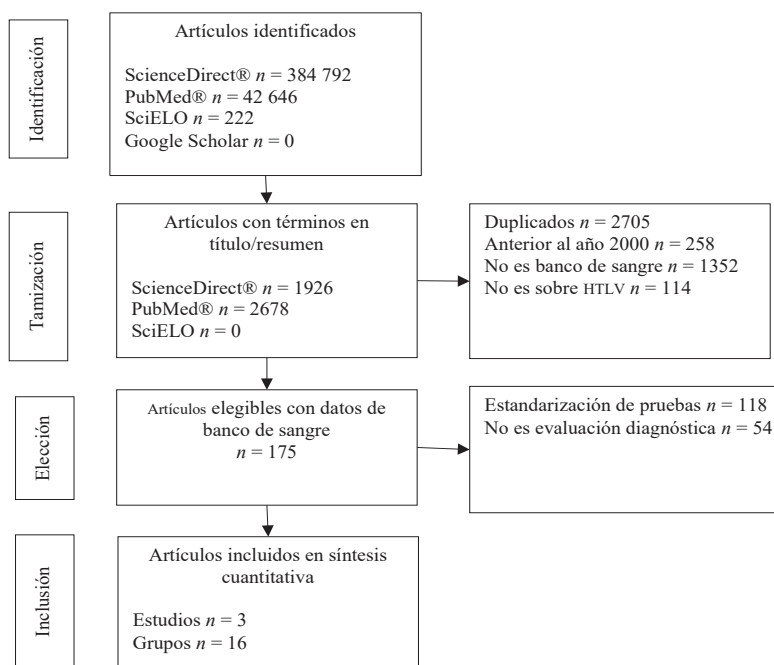 Identificación
Artículos identificados
ScienceDirect® n = 384 792
PubMed® n = 42 646
SciELO n = 222
Google Scholar n = 0
Tamización
Artículos con términos en
título/resumen
ScienceDirect® n = 1926
PubMed® n = 2678
SciELO n = 0
Duplicados n = 2705
Anterior al año 2000 n = 258
No es banco de sangre n = 1352
No es sobre HTLV n = 114
Elección
Artículos elegibles con datos de
banco de sangre
n = 175
Estandarización de pruebas n = 118
No es evaluación diagnóstica n = 54
Inclusión
Artículos incluidos en síntesis
cuantitativa
Estudios n = 3
Grupos n = 16